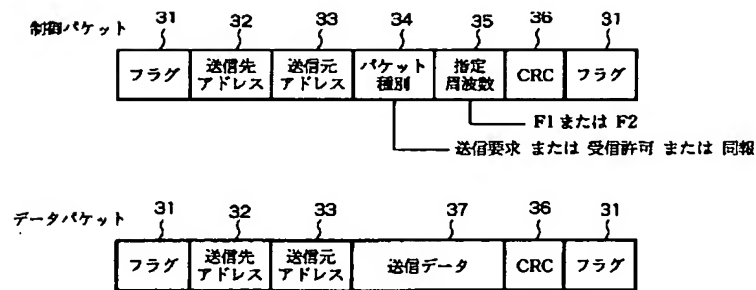 制御パケット
31 32 33 34 35 36 31
フラグ 送信先アドレス 送信元アドレス パケット種別 指定周波数 CRC フラグ
F1 または F2
送信要求 または 受信許可 または 同報
データパケット
31 32 33 37 36 31
フラグ 送信先アドレス 送信元アドレス 送信データ CRC フラグ